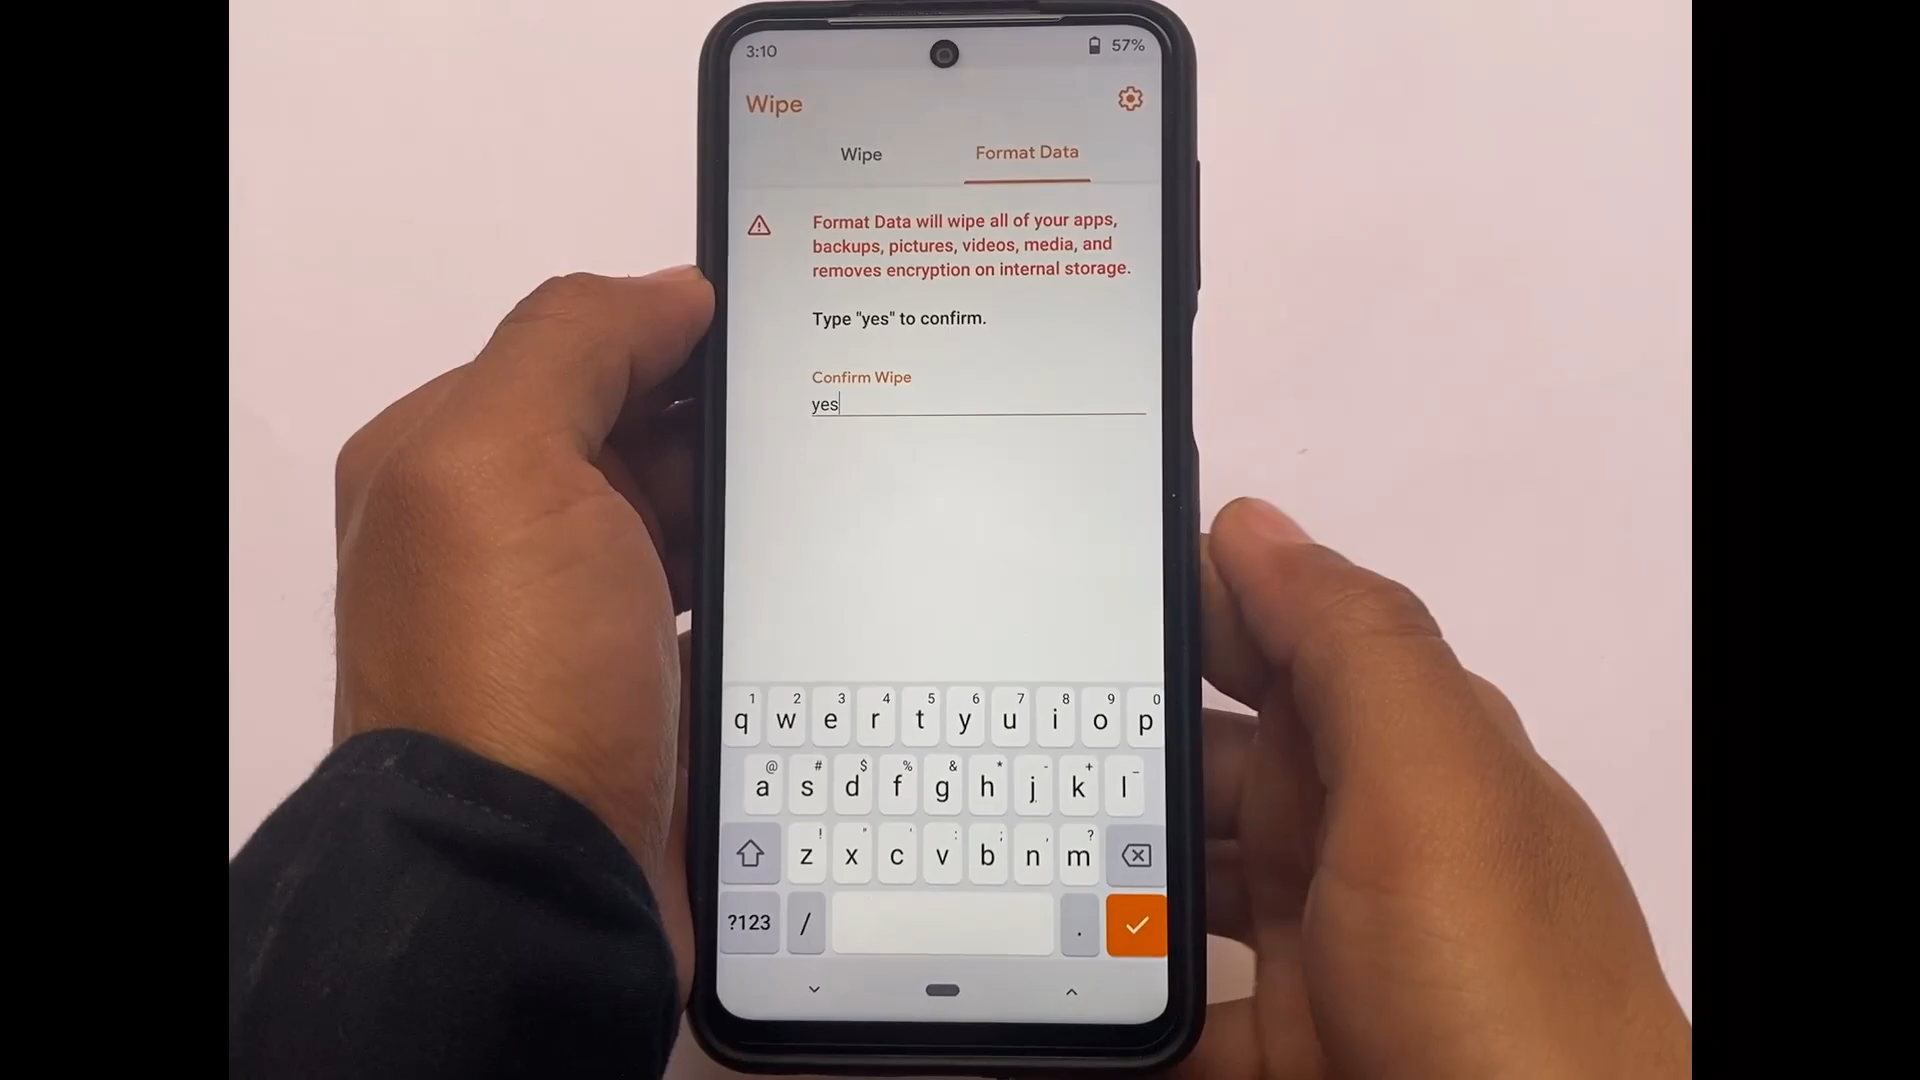 3:10
57%
Wipe
Wipe
Format Data
Format Data will wipe all of your apps,
backups, pictures, videos, media, and
removes encryption on internal storage.
Type "yes" to confirm.
Confirm Wipe
yes
1 2 3 4 5 6 7 8 9 0
q w e r t y u i o p
@ # $ % & * - + _
a s d f g h j k l
! " ' : ; , ?
z x c v b n m
?123 / .